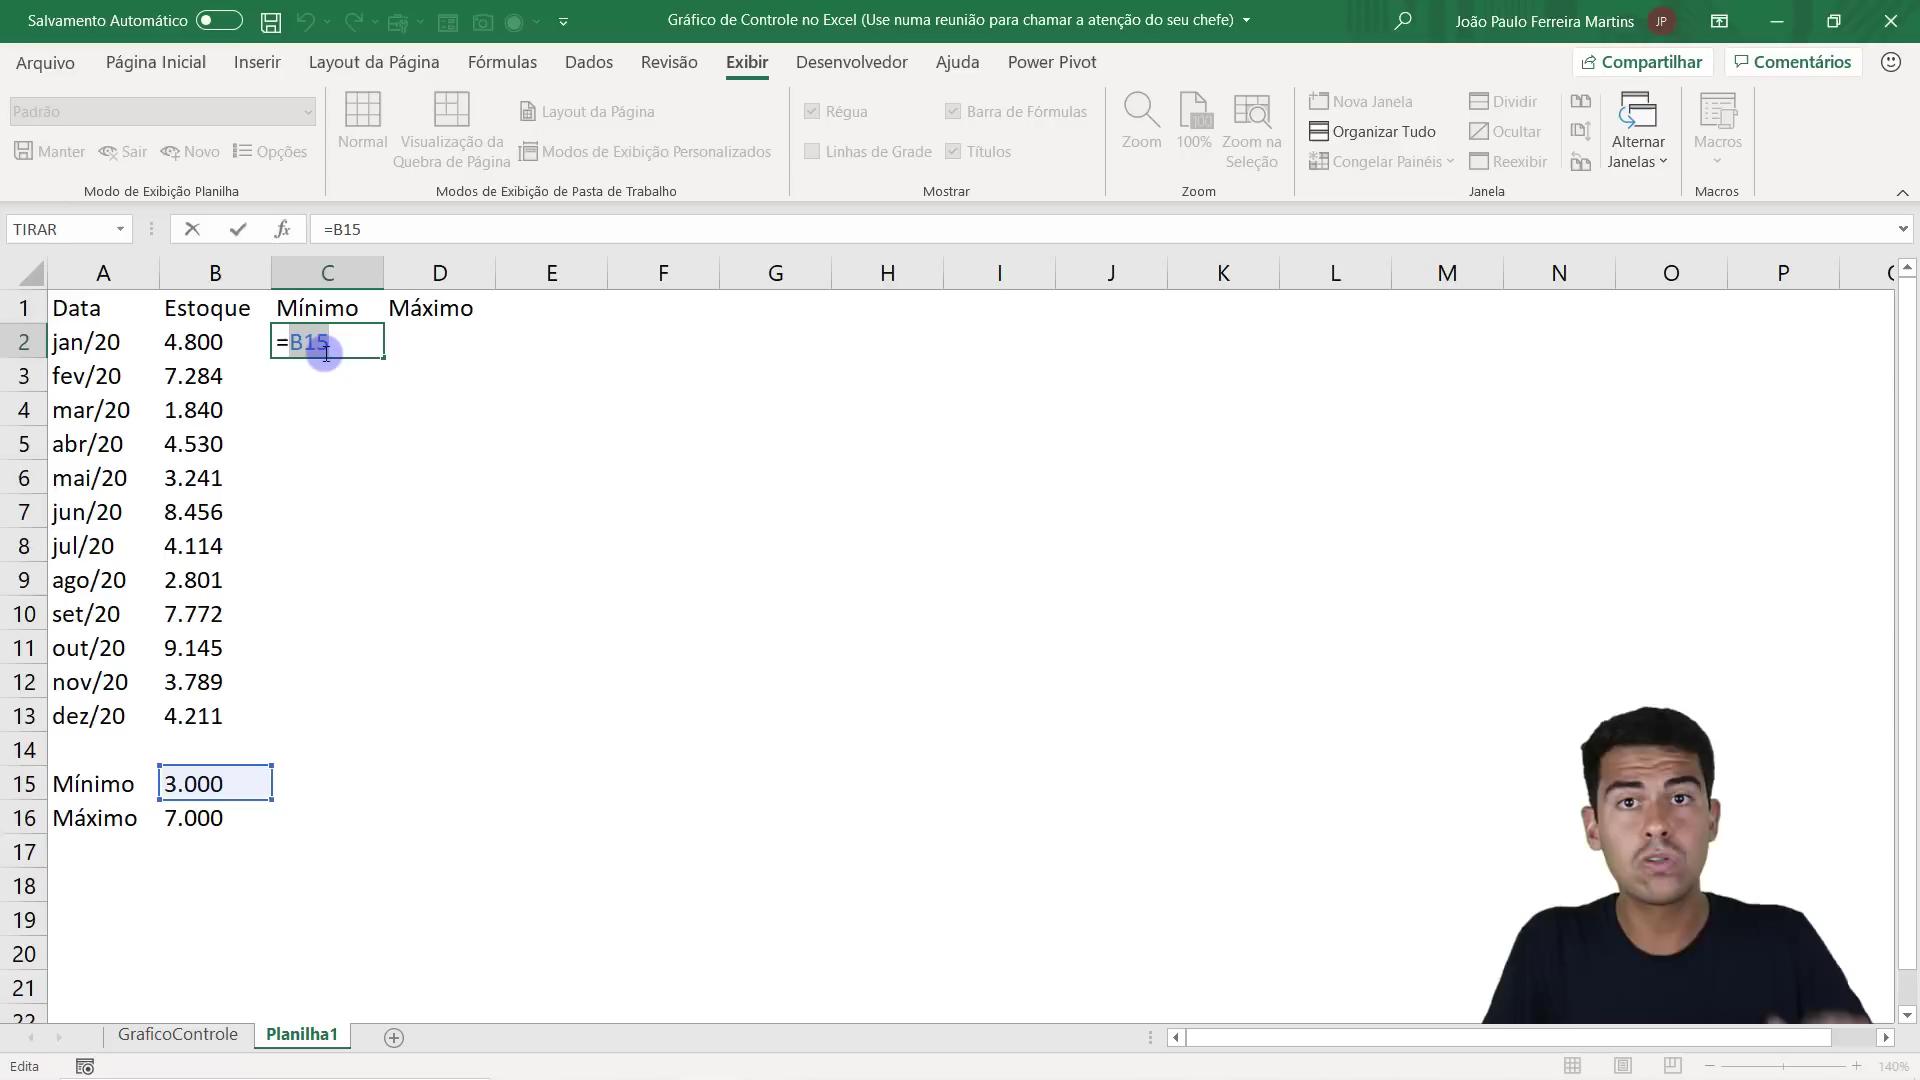 Salvamento Automático
Gráfico de Controle no Excel (Use numa reunião para chamar a atenção do seu chefe)
João Paulo Ferreira Martins
JP
Arquivo
Página Inicial
Inserir
Layout da Página
Fórmulas
Dados
Revisão
Exibir
Desenvolvedor
Ajuda
Power Pivot
Compartilhar
Comentários
Padrão
Manter
Sair
Novo
Opções
Modo de Exibição Planilha
Normal
Visualização da
Quebra de Página
Layout da Página
Modos de Exibição Personalizados
Modos de Exibição de Pasta de Trabalho
Régua
Barra de Fórmulas
Linhas de Grade
Títulos
Mostrar
Zoom
100
100%
Zoom na
Seleção
Zoom
Nova Janela
Organizar Tudo
Congelar Painéis
Dividir
Ocultar
Reexibir
Alternar
Janelas
Janela
Macros
Macros
TIRAR
fx
=B15
A B C D E F G H I J K L M N O P
1 Data Estoque Mínimo Máximo
2 jan/20 4.800 =B15
3 fev/20 7.284
4 mar/20 1.840
5 abr/20 4.530
6 mai/20 3.241
7 jun/20 8.456
8 jul/20 4.114
9 ago/20 2.801
10 set/20 7.772
11 out/20 9.145
12 nov/20 3.789
13 dez/20 4.211
14
15 Mínimo 3.000
16 Máximo 7.000
17
18
19
20
21
22
GraficoControle
Planilha1
Edita
140%